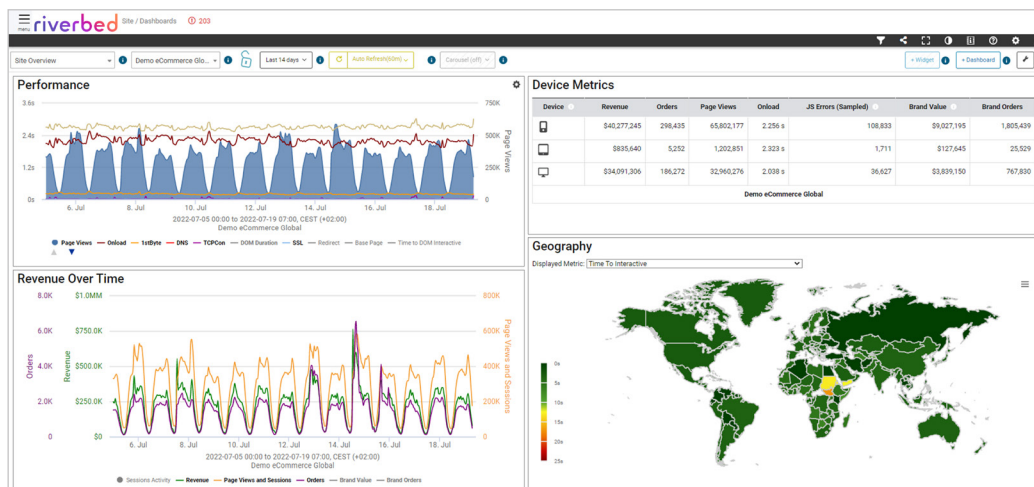 menu
riverbed
Site / Dashboards
203
Site Overview
Demo eCommerce Glo...
Last 14 days
Auto Refresh(60m)
Carousel (off)
+ Widget
+ Dashboard
Performance
3.6s
2.4s
1.2s
0s
750K
500K
250K
0
Page Views
6. Jul
8. Jul
10. Jul
12. Jul
14. Jul
16. Jul
18. Jul
2022-07-05 00:00 to 2022-07-19 07:00, CEST (+02:00)
Demo eCommerce Global
Page Views Onload 1stByte DNS TCPCon DOM Duration SSL Redirect Base Page Time to DOM Interactive
Device Metrics
Device Revenue Orders Page Views Onload JS Errors (Sampled) Brand Value Brand Orders
$40,277,245 298,435 65,802,177 2.256 s 108,833 $9,027,195 1,805,439
$835,640 5,252 1,202,851 2.323 s 1,711 $127,645 25,529
$34,091,306 186,272 32,960,276 2.038 s 36,627 $3,839,150 767,830
Demo eCommerce Global
Revenue Over Time
8.0K
6.0K
4.0K
2.0K
0
Orders
$1.0MM
$750.0K
$500.0K
$250.0K
$0
Revenue
800K
600K
400K
200K
0
Page Views and Sessions
6. Jul
8. Jul
10. Jul
12. Jul
14. Jul
16. Jul
18. Jul
2022-07-05 00:00 to 2022-07-19 07:00, CEST (+02:00)
Demo eCommerce Global
Sessions Activity Revenue Page Views and Sessions Orders Brand Value Brand Orders
Geography
Displayed Metric: Time To Interactive
0s
5s
10s
15s
20s
25s